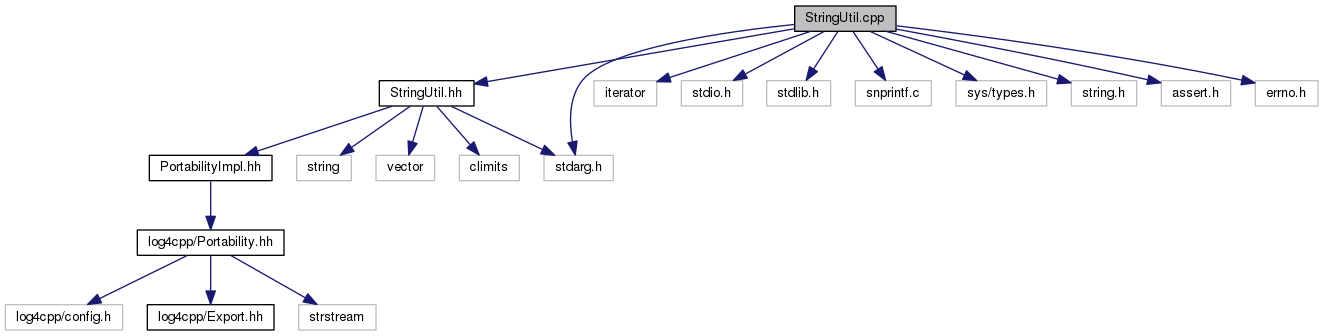 StringUtil.cpp
StringUtil.hh
iterator
stdio.h
stdlib.h
snprintf.c
sys/types.h
string.h
assert.h
errno.h
PortabilityImpl.hh
string
vector
climits
stdarg.h
log4cpp/Portability.hh
log4cpp/config.h
log4cpp/Export.hh
strstream